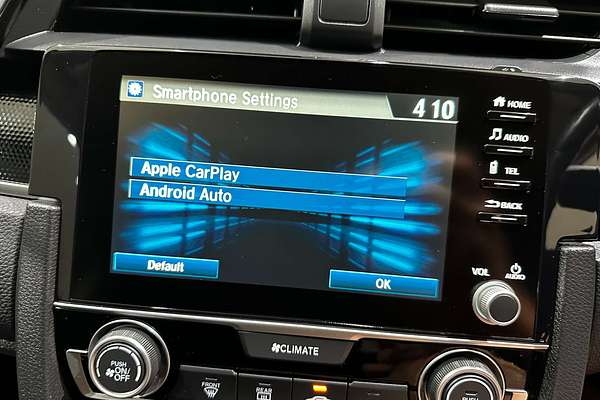 Smartphone Settings
4 10
Apple CarPlay
Android Auto
Default
OK
HOME
AUDIO
TEL
BACK
VOL
AUDIO
CLIMATE
PUSH
ON/
OFF
FRONT
REAR
PUSH